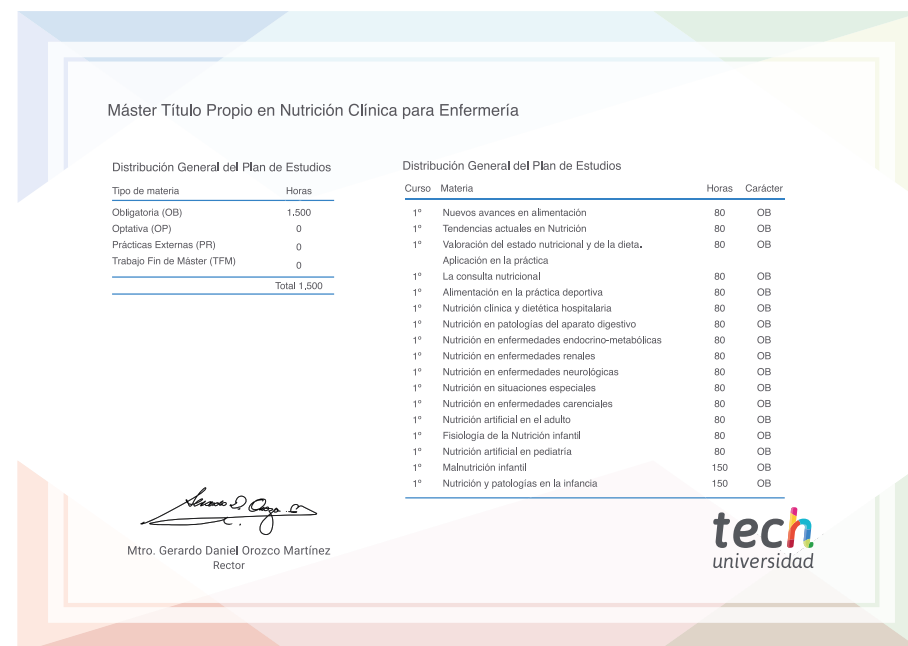 Máster Título Propio en Nutrición Clínica para Enfermería
Distribución General del Plan de Estudios
Tipo de materia Horas
Obligatoria (OB) 1.500
Optativa (OP) 0
Prácticas Externas (PR) 0
Trabajo Fin de Máster (TFM) 0
Total 1.500
Distribución General del Plan de Estudios
Curso Materia Horas Carácter
1º Nuevos avances en alimentación 80 OB
1º Tendencias actuales en Nutrición 80 OB
1º Valoración del estado nutricional y de la dieta. 80 OB
Aplicación en la práctica
1º La consulta nutricional 80 OB
1º Alimentación en la práctica deportiva 80 OB
1º Nutrición clínica y dietética hospitalaria 80 OB
1º Nutrición en patologías del aparato digestivo 80 OB
1º Nutrición en enfermedades endocrino-metabólicas 80 OB
1º Nutrición en enfermedades renales 80 OB
1º Nutrición en enfermedades neurológicas 80 OB
1º Nutrición en situaciones especiales 80 OB
1º Nutrición en enfermedades carenciales 80 OB
1º Nutrición artificial en el adulto 80 OB
1º Fisiología de la Nutrición infantil 80 OB
1º Nutrición artificial en pediatría 80 OB
1º Malnutrición infantil 150 OB
1º Nutrición y patologías en la infancia 150 OB
Mtro. Gerardo Daniel Orozco Martínez
Rector
tech
universidad